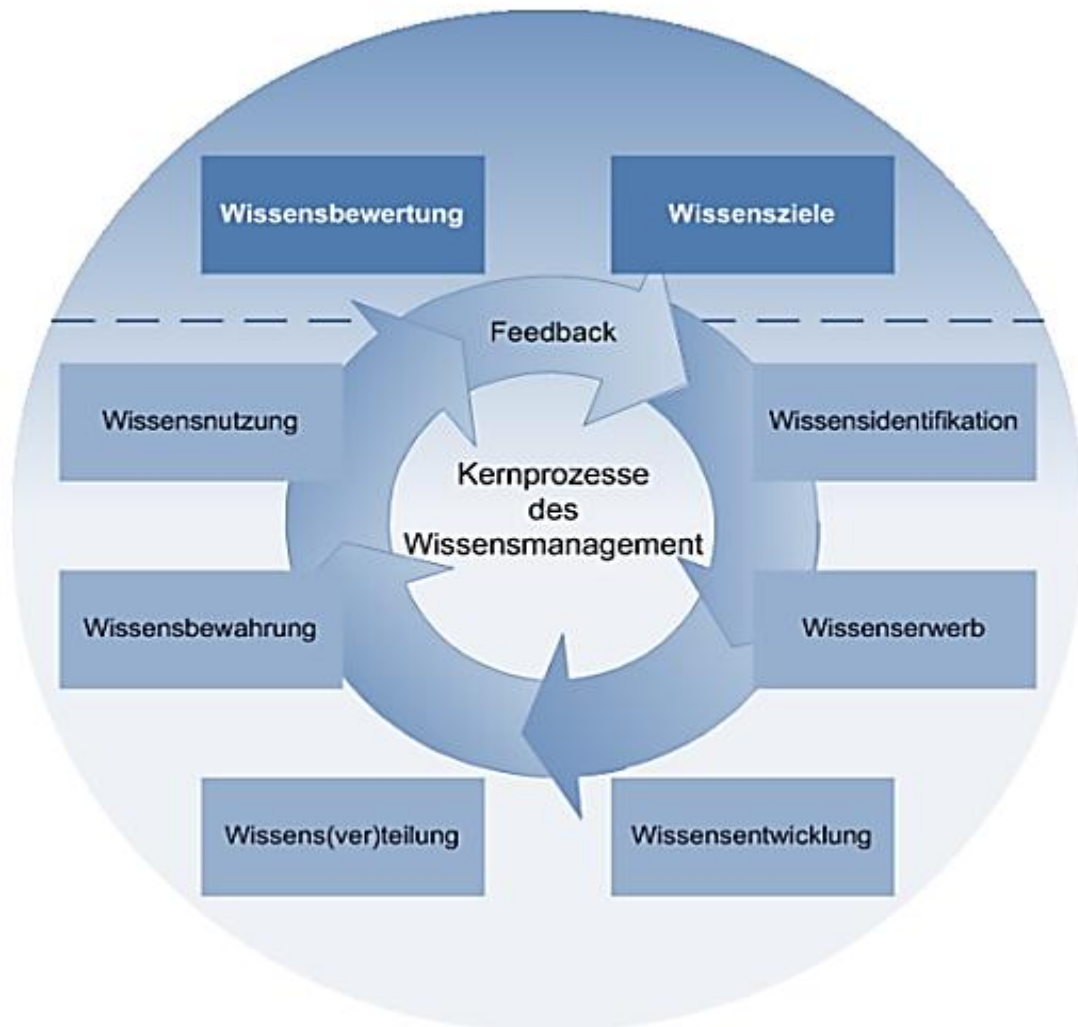 Wissensbewertung
Wissensziele
Feedback
Wissensnutzung
Wissensidentifikation
Kernprozesse
des
Wissensmanagement
Wissensbewahrung
Wissenserwerb
Wissens(ver)teilung
Wissensentwicklung